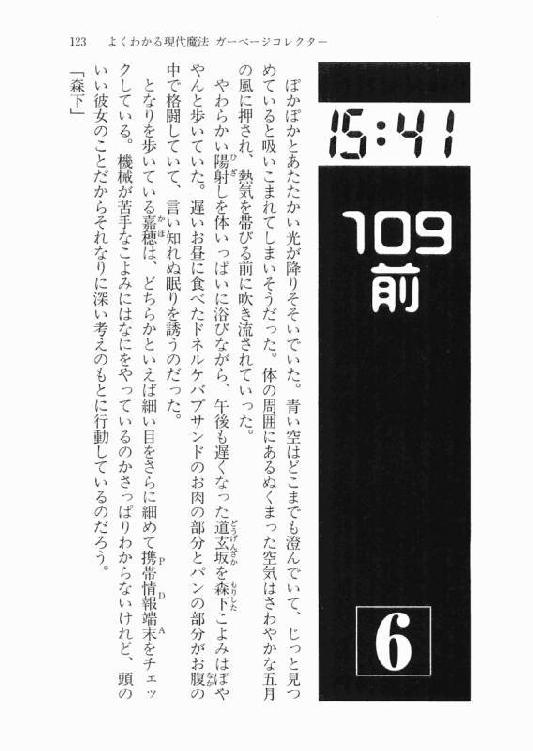 123 よくわかる現代魔法 ガーベージコレクター
15:41
109
前
6
ぽかぽかとあたたかい光が降りそそいでいた。青い空はどこまでも澄んでいて、じっと見つ
めていると吸いこまれてしまいそうだった。体の周囲にあるぬくまった空気はさわやかな五月
の風に押され、熱気を帯びる前に吹き流されていった。
やわらかい陽射しを体いっぱいに浴びながら、午後も遅くなった道玄坂を森下こよみはぼや
やんと歩いていた。遅いお昼に食べたドネルケバブサンドのお肉の部分とパンの部分がお腹の
中で格闘していて、言い知れぬ眠りを誘うのだった。
となりを歩いている嘉穂は、どちらかといえば細い目をさらに細めて携帯情報端末をチェッ
クしている。機械が苦手なこよみにはなにをやっているのかさっぱりわからないけれど、頭の
いい彼女のことだからそれなりに深い考えのもとに行動しているのだろう。
「森下」